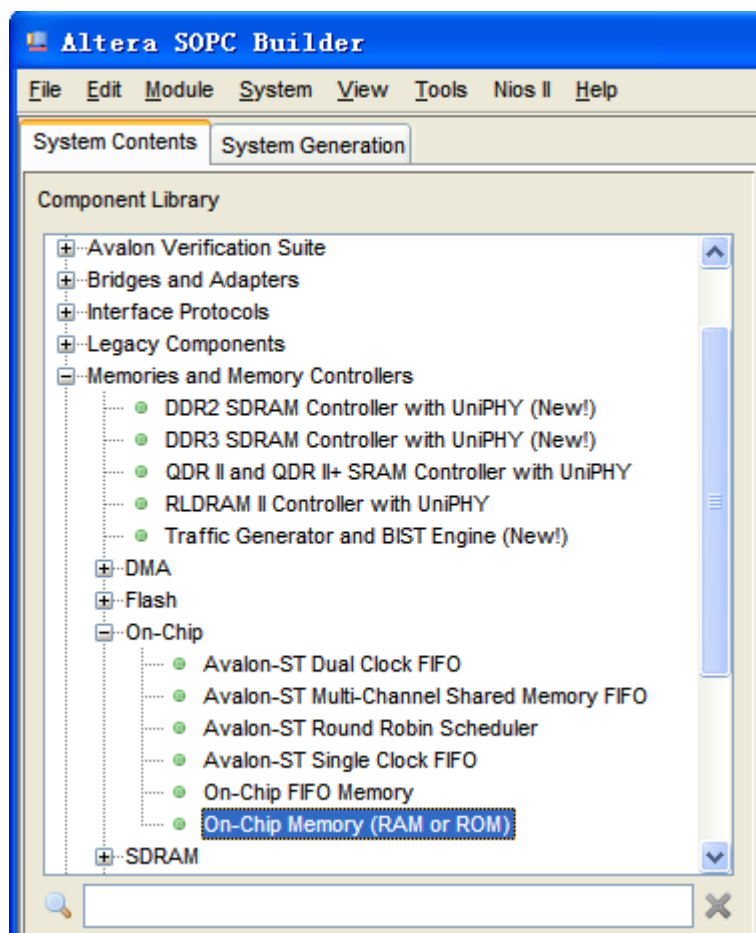 Altera SOPC Builder
File Edit Module System View Tools Nios II Help
System Contents System Generation
Component Library
Avalon Verification Suite
Bridges and Adapters
Interface Protocols
Legacy Components
Memories and Memory Controllers
DDR2 SDRAM Controller with UniPHY (New!)
DDR3 SDRAM Controller with UniPHY (New!)
QDR II and QDR II+ SRAM Controller with UniPHY
RLDRAM II Controller with UniPHY
Traffic Generator and BIST Engine (New!)
DMA
Flash
On-Chip
Avalon-ST Dual Clock FIFO
Avalon-ST Multi-Channel Shared Memory FIFO
Avalon-ST Round Robin Scheduler
Avalon-ST Single Clock FIFO
On-Chip FIFO Memory
On-Chip Memory (RAM or ROM)
SDRAM